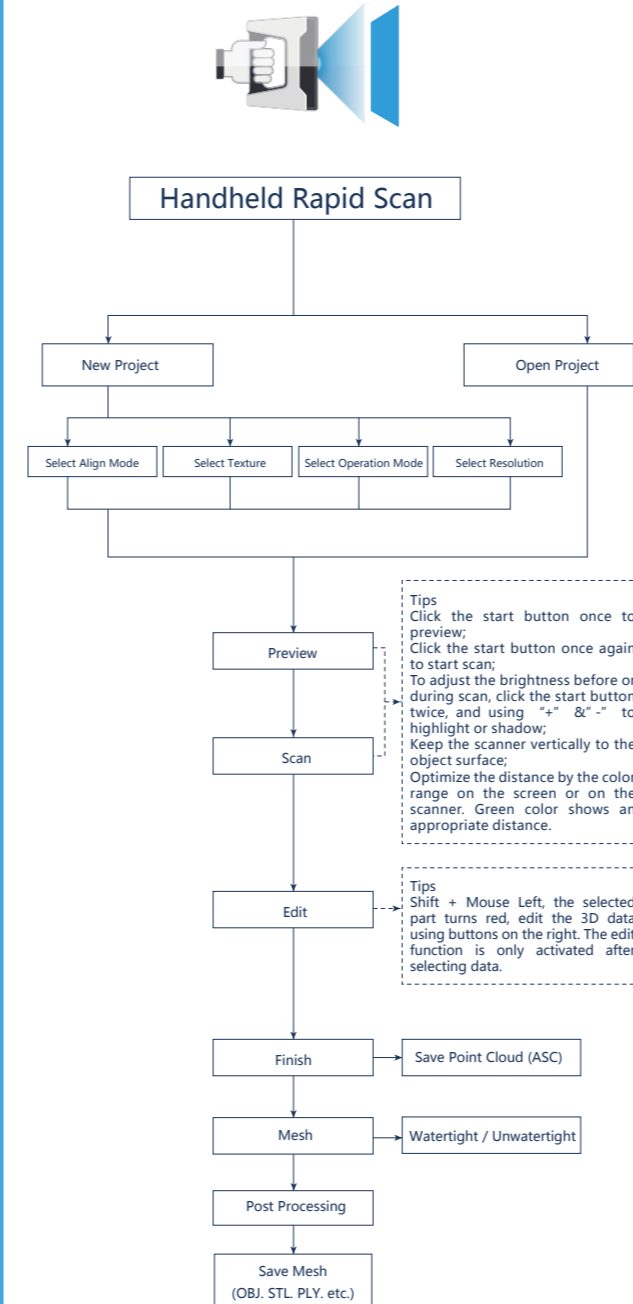 Handheld Rapid Scan
New Project
Open Project
Select Align Mode
Select Texture
Select Operation Mode
Select Resolution
Preview
Scan
Tips
Click the start button once to
preview;
Click the start button once again
to start scan;
To adjust the brightness before or
during scan, click the start button
twice, and using “+” &“-” to
highlight or shadow;
Keep the scanner vertically to the
object surface;
Optimize the distance by the color
range on the screen or on the
scanner. Green color shows an
appropriate distance.
Edit
Tips
Shift + Mouse Left, the selected
part turns red, edit the 3D data
using buttons on the right. The edit
function is only activated after
selecting data.
Finish
Save Point Cloud (ASC)
Mesh
Watertight / Unwatertight
Post Processing
Save Mesh
(OBJ. STL. PLY. etc.)